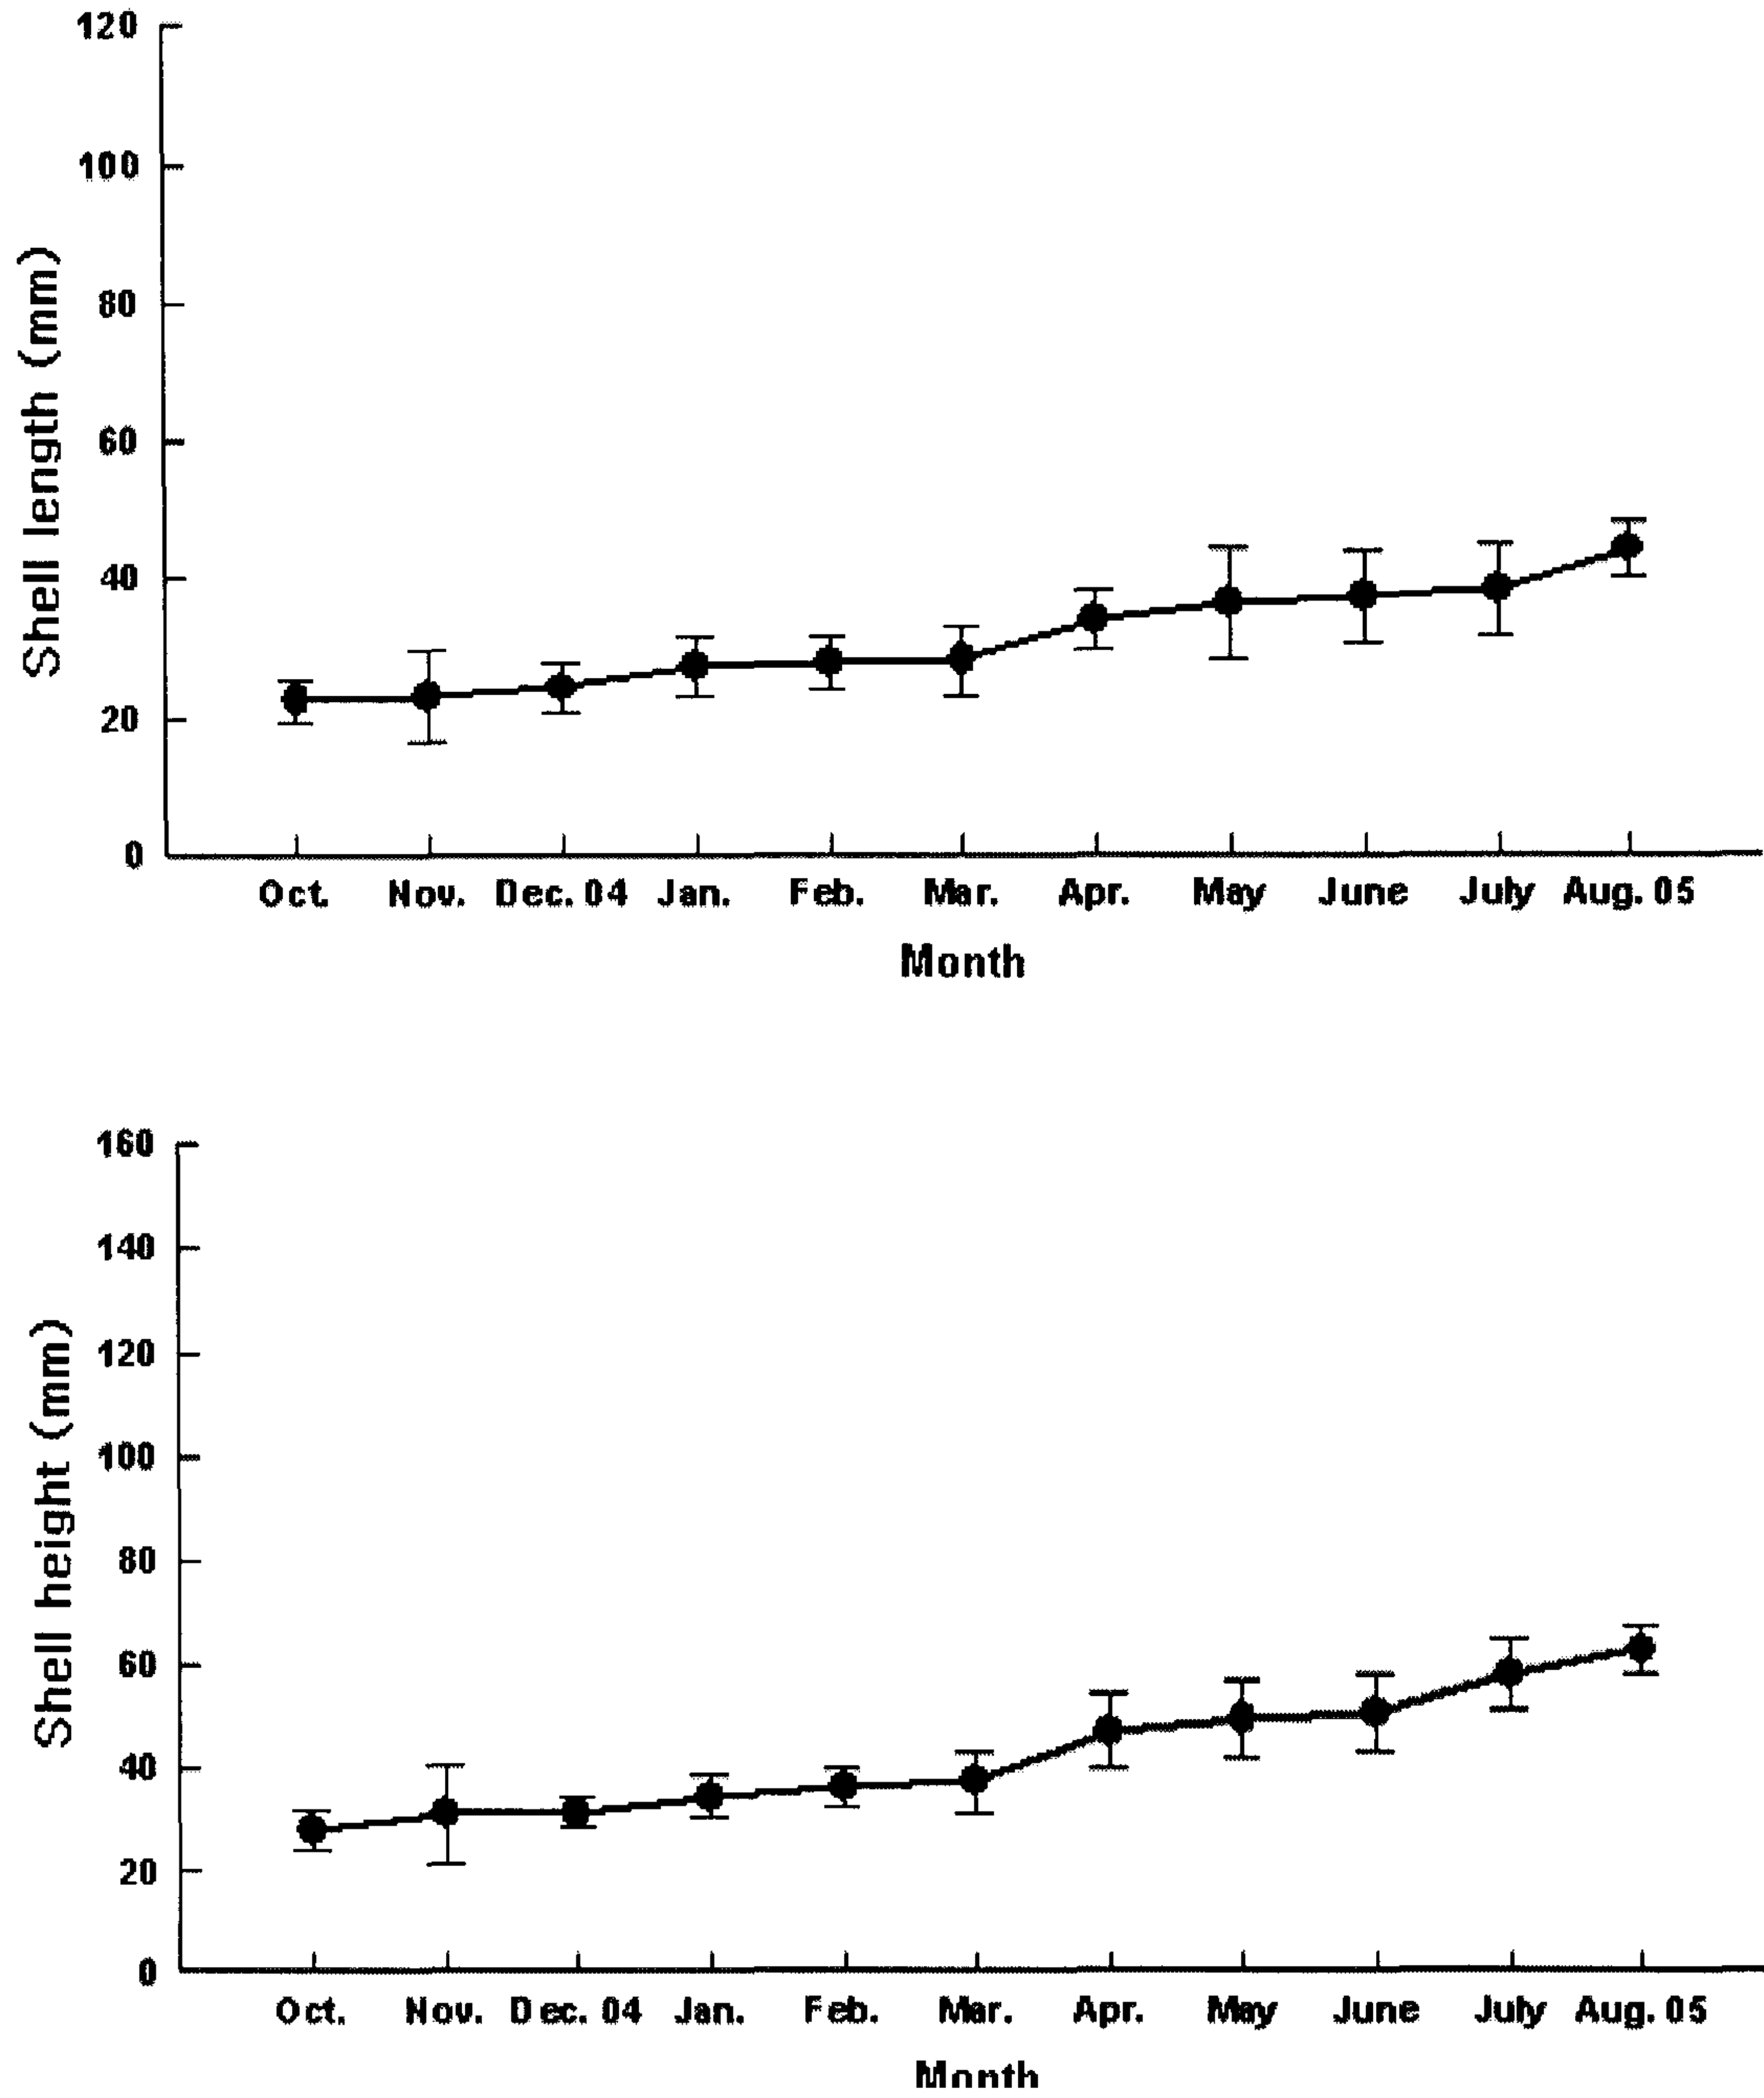 120
100
80
60
40
20
0
Shell length (mm)
Oct. Nov. Dec. 04 Jan. Feb. Mar. Apr. May June July Aug. 05
Month
160
140
120
100
80
60
40
20
0
Shell height (mm)
Oct. Nov. Dec. 04 Jan. Feb. Mar. Apr. May June July Aug. 05
Month